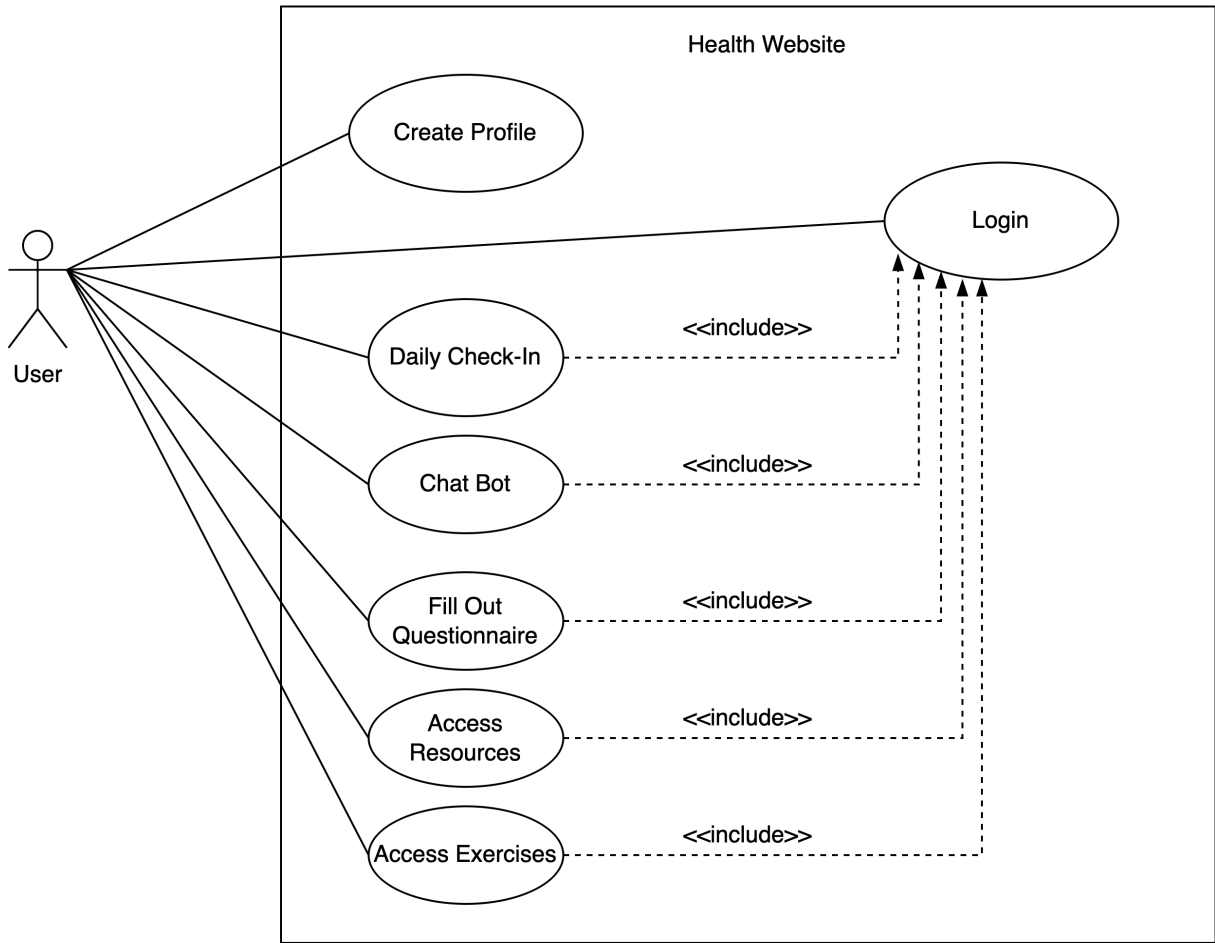 Health Website
Create Profile
Login
User
Daily Check-In
<<include>>
Chat Bot
<<include>>
Fill Out
Questionnaire
<<include>>
Access
Resources
<<include>>
Access Exercises
<<include>>